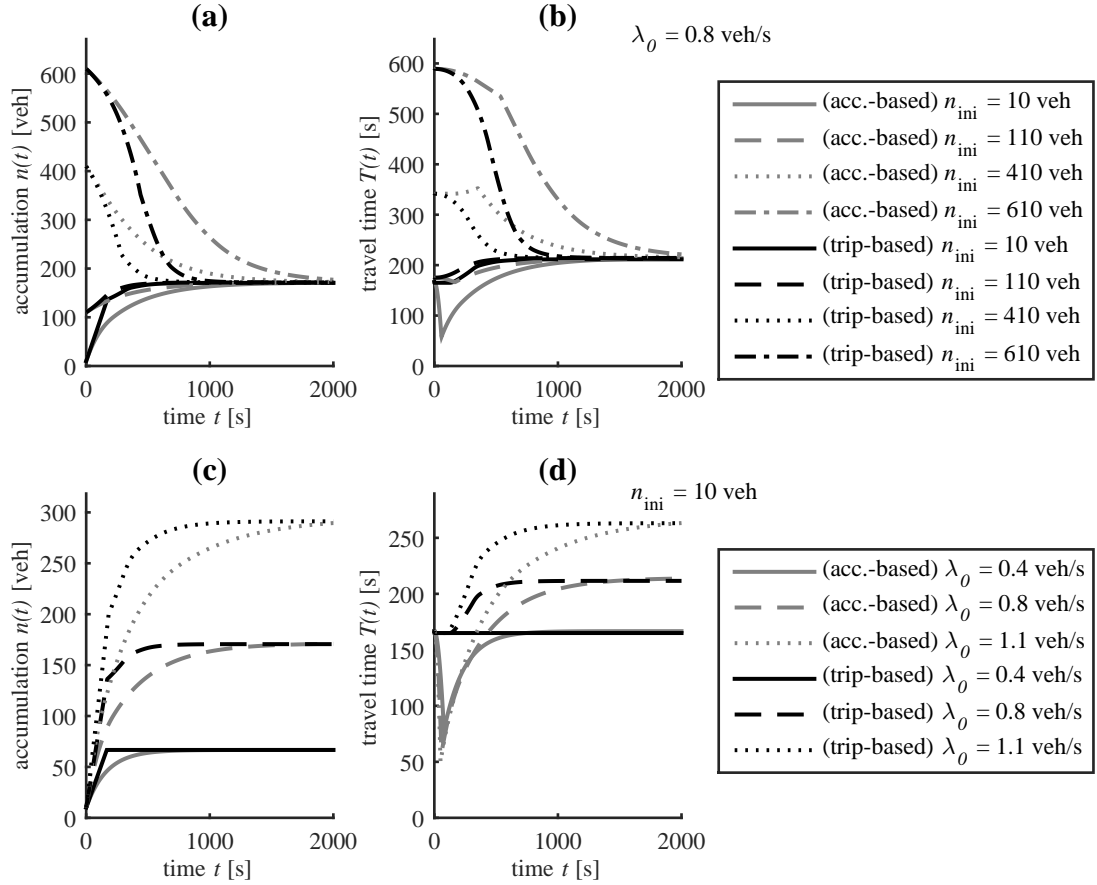 (a)
accumulation n(t) [veh]
600
500
400
300
200
100
0
0 1000 2000
time t [s]
(b)
λ0 = 0.8 veh/s
travel time T(t) [s]
600
500
400
300
200
100
0
0 1000 2000
time t [s]
(acc.-based) nini = 10 veh
(acc.-based) nini = 110 veh
(acc.-based) nini = 410 veh
(acc.-based) nini = 610 veh
(trip-based) nini = 10 veh
(trip-based) nini = 110 veh
(trip-based) nini = 410 veh
(trip-based) nini = 610 veh
(c)
accumulation n(t) [veh]
300
250
200
150
100
50
0
0 1000 2000
time t [s]
(d)
nini = 10 veh
travel time T(t) [s]
250
200
150
100
50
0
0 1000 2000
time t [s]
(acc.-based) λ0 = 0.4 veh/s
(acc.-based) λ0 = 0.8 veh/s
(acc.-based) λ0 = 1.1 veh/s
(trip-based) λ0 = 0.4 veh/s
(trip-based) λ0 = 0.8 veh/s
(trip-based) λ0 = 1.1 veh/s